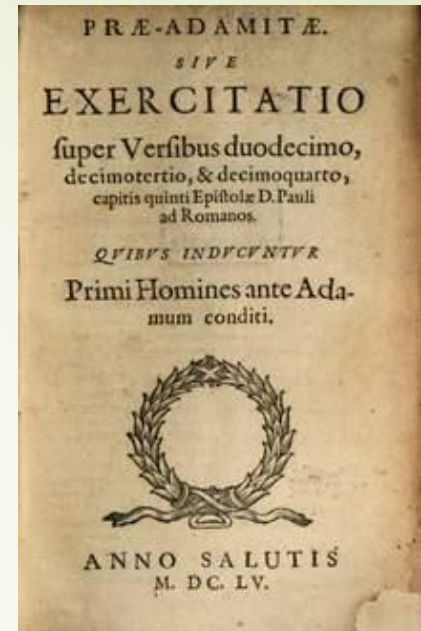 PRÆ-ADAMITÆ.
SIVE
EXERCITATIO
ſuper Verſibus duodecimo,
decimotertio, & decimoquarto,
capitis quinti Epiſtolæ D. Pauli
ad Romanos.
QVIBVS INDVCVNTVR
Primi Homines ante Ada-
mum conditi.
ANNO SALUTIS
M. DC. LV.